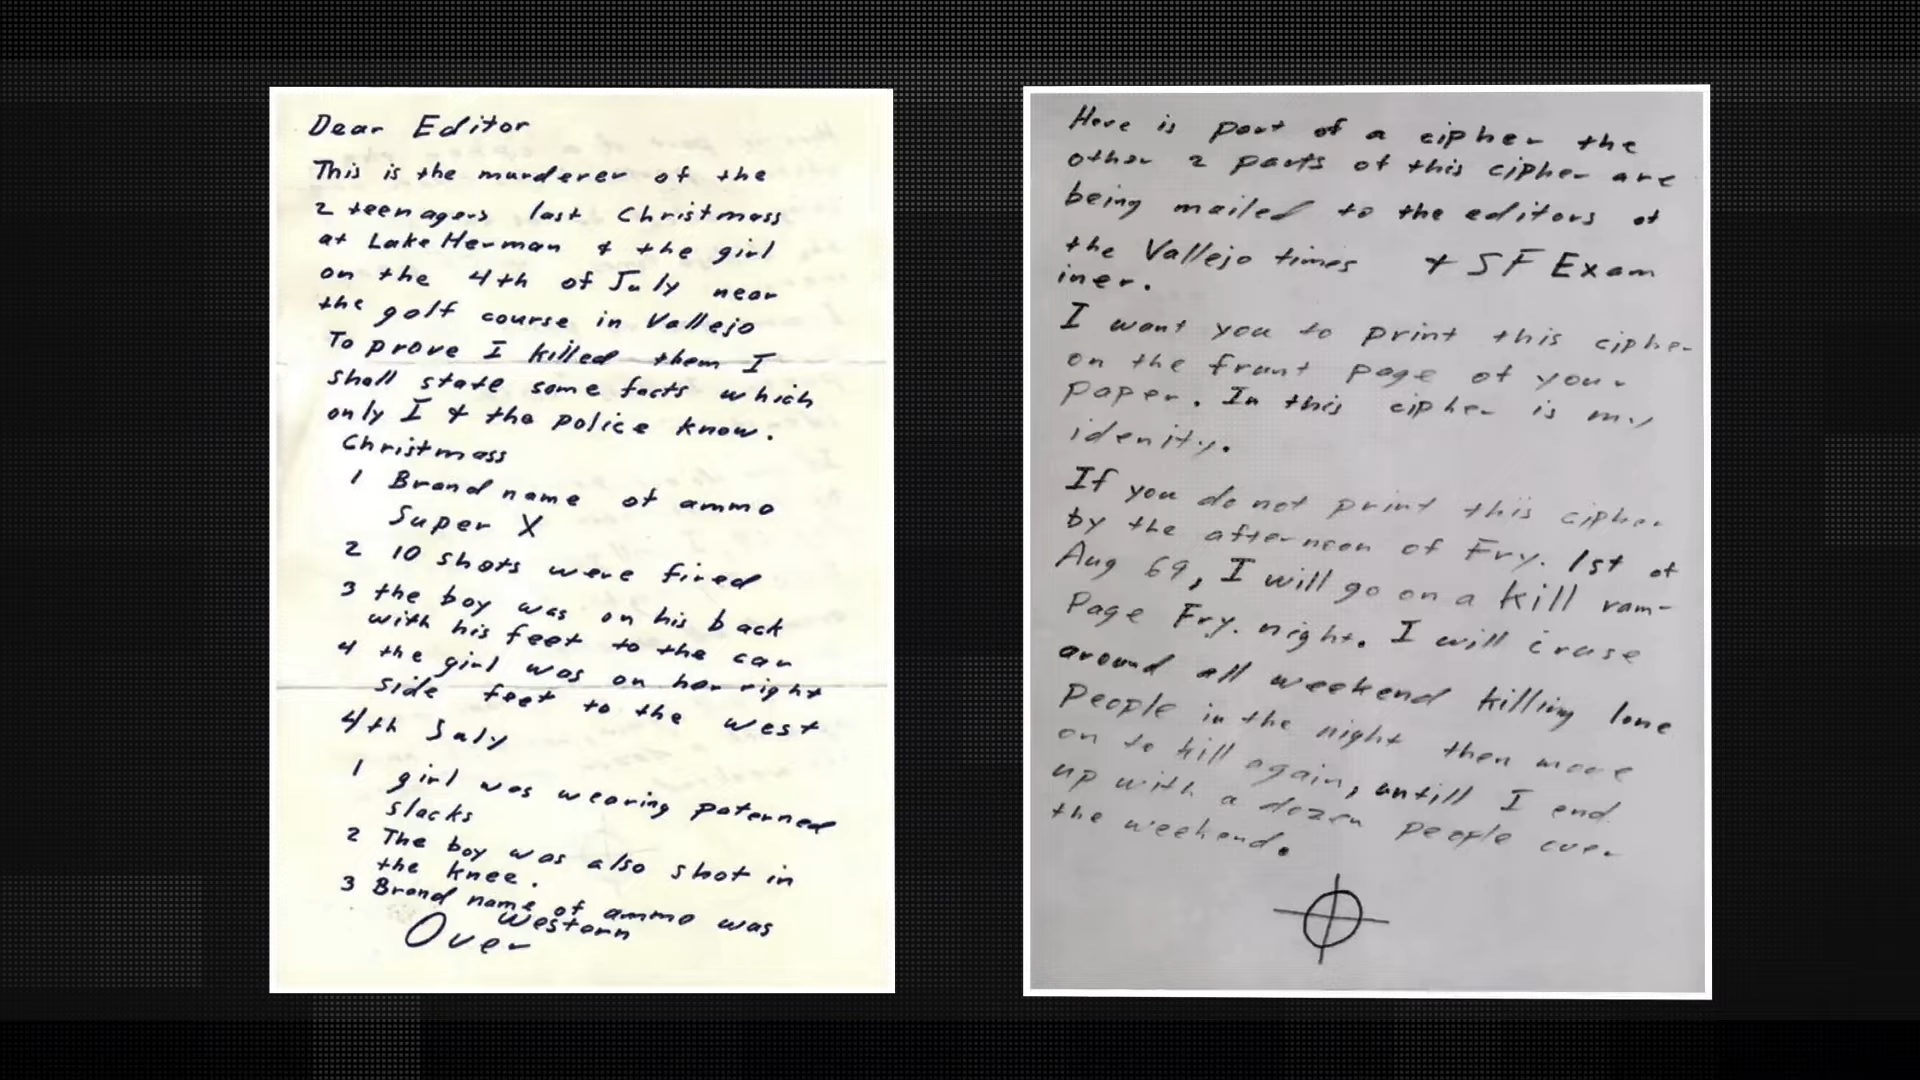 Dear Editor
This is the murderer of the
2 teenagers last Christmass
at Lake Herman & the girl
on the 4th of July near
the golf course in Vallejo
To prove I killed them I
shall state some facts which
only I & the police know.
Christmass
1 Brand name of ammo
Super X
2 10 shots were fired
3 the boy was on his back
with his feet to the car
4 the girl was on her right
side feet to the west
4th July
1 girl was wearing paterned
slacks
2 The boy was also shot in
the knee.
3 Brand name of ammo was
western
Over
Here is part of a cipher the
other 2 parts of this cipher are
being mailed to the editors of
the Vallejo times & SF Exam
iner.
I want you to print this cipher
on the frunt page of your
paper. In this cipher is my
idenity.
If you do not print this cipher
by the afternoon of Fry. 1st of
Aug 69, I will go on a kill ram-
Page Fry. night. I will cruse
around all weekend killing lone
people in the night then move
on to kill again, untill I end
up with a dozen people over
the weekend.